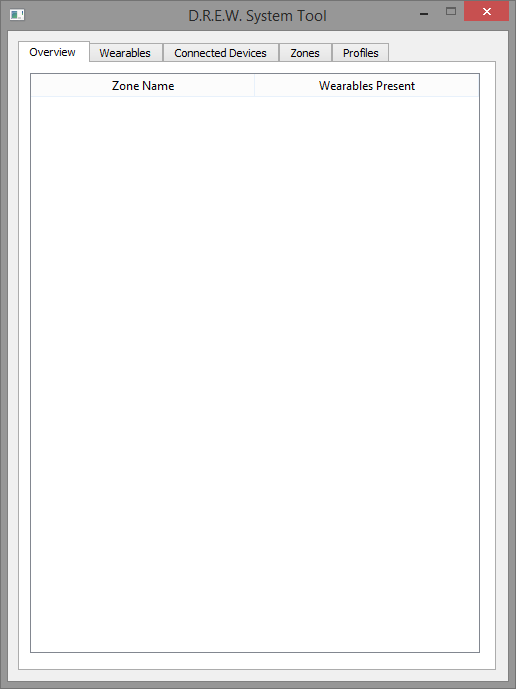 D.R.E.W. System Tool
Overview Wearables Connected Devices Zones Profiles
Zone Name Wearables Present